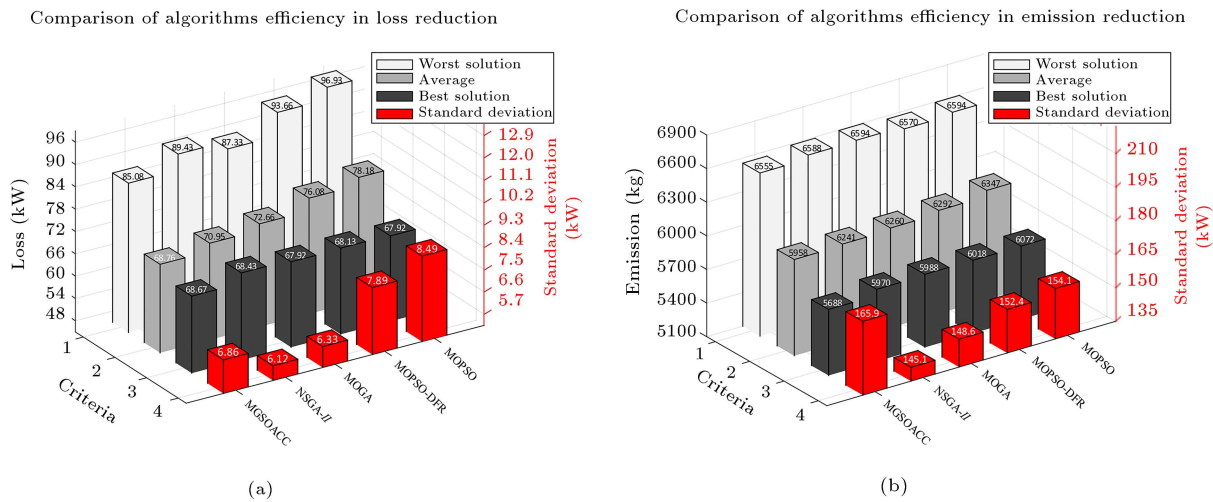 Comparison of algorithms efficiency in loss reduction
Worst solution
Average
Best solution
Standard deviation
96
90
84
78
72
66
60
54
48
Loss (kW)
85.08
89.43
87.33
93.66
96.93
68.76
70.95
72.66
76.08
78.18
68.67
68.43
67.92
68.13
67.92
6.86
6.12
6.33
7.89
8.49
12.9
12.0
11.1
10.2
9.3
8.4
7.5
6.6
5.7
Standard deviation
(kW)
1
2
3
4
Criteria
MGSOACC
NSGA-II
MOGA
MOPSO-DFR
MOPSO
(a)
Comparison of algorithms efficiency in emission reduction
Worst solution
Average
Best solution
Standard deviation
6900
6600
6300
6000
5700
5400
5100
Emission (kg)
6555
6588
6594
6570
6594
5958
6241
6260
6292
6347
5688
5970
5988
6018
6072
165.9
145.1
148.6
152.4
154.1
210
195
180
165
150
135
Standard deviation
(kW)
1
2
3
4
Criteria
MGSOACC
NSGA-II
MOGA
MOPSO-DFR
MOPSO
(b)